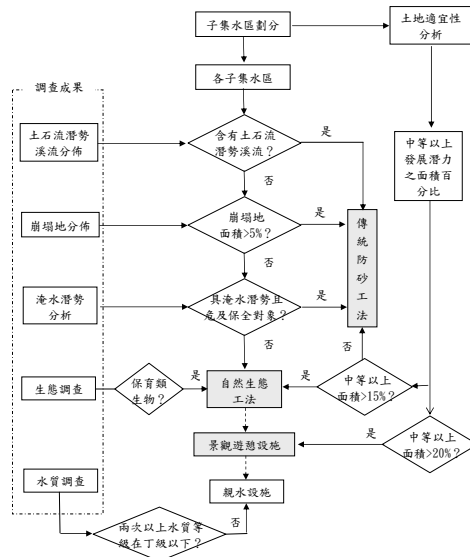 子集水區劃分
土地適宜性
分析
各子集水區
調查成果
土石流潛勢
溪流分佈
含有土石流
潛勢溪流？
是
否
中等以上
發展潛力
之面積百
分比
崩塌地分佈
崩塌地
面積>5%？
是
否
傳統防砂工法
淹水潛勢
分析
具淹水潛勢且
危及保全對象？
是
否
否
生態調查
保育類
生物？
是
自然生態
工法
是
中等以上
面積>15%？
景觀遊憩設施
是
中等以上
面積>20%？
水質調查
親水設施
兩次以上水質等
級在丁級以下？
否